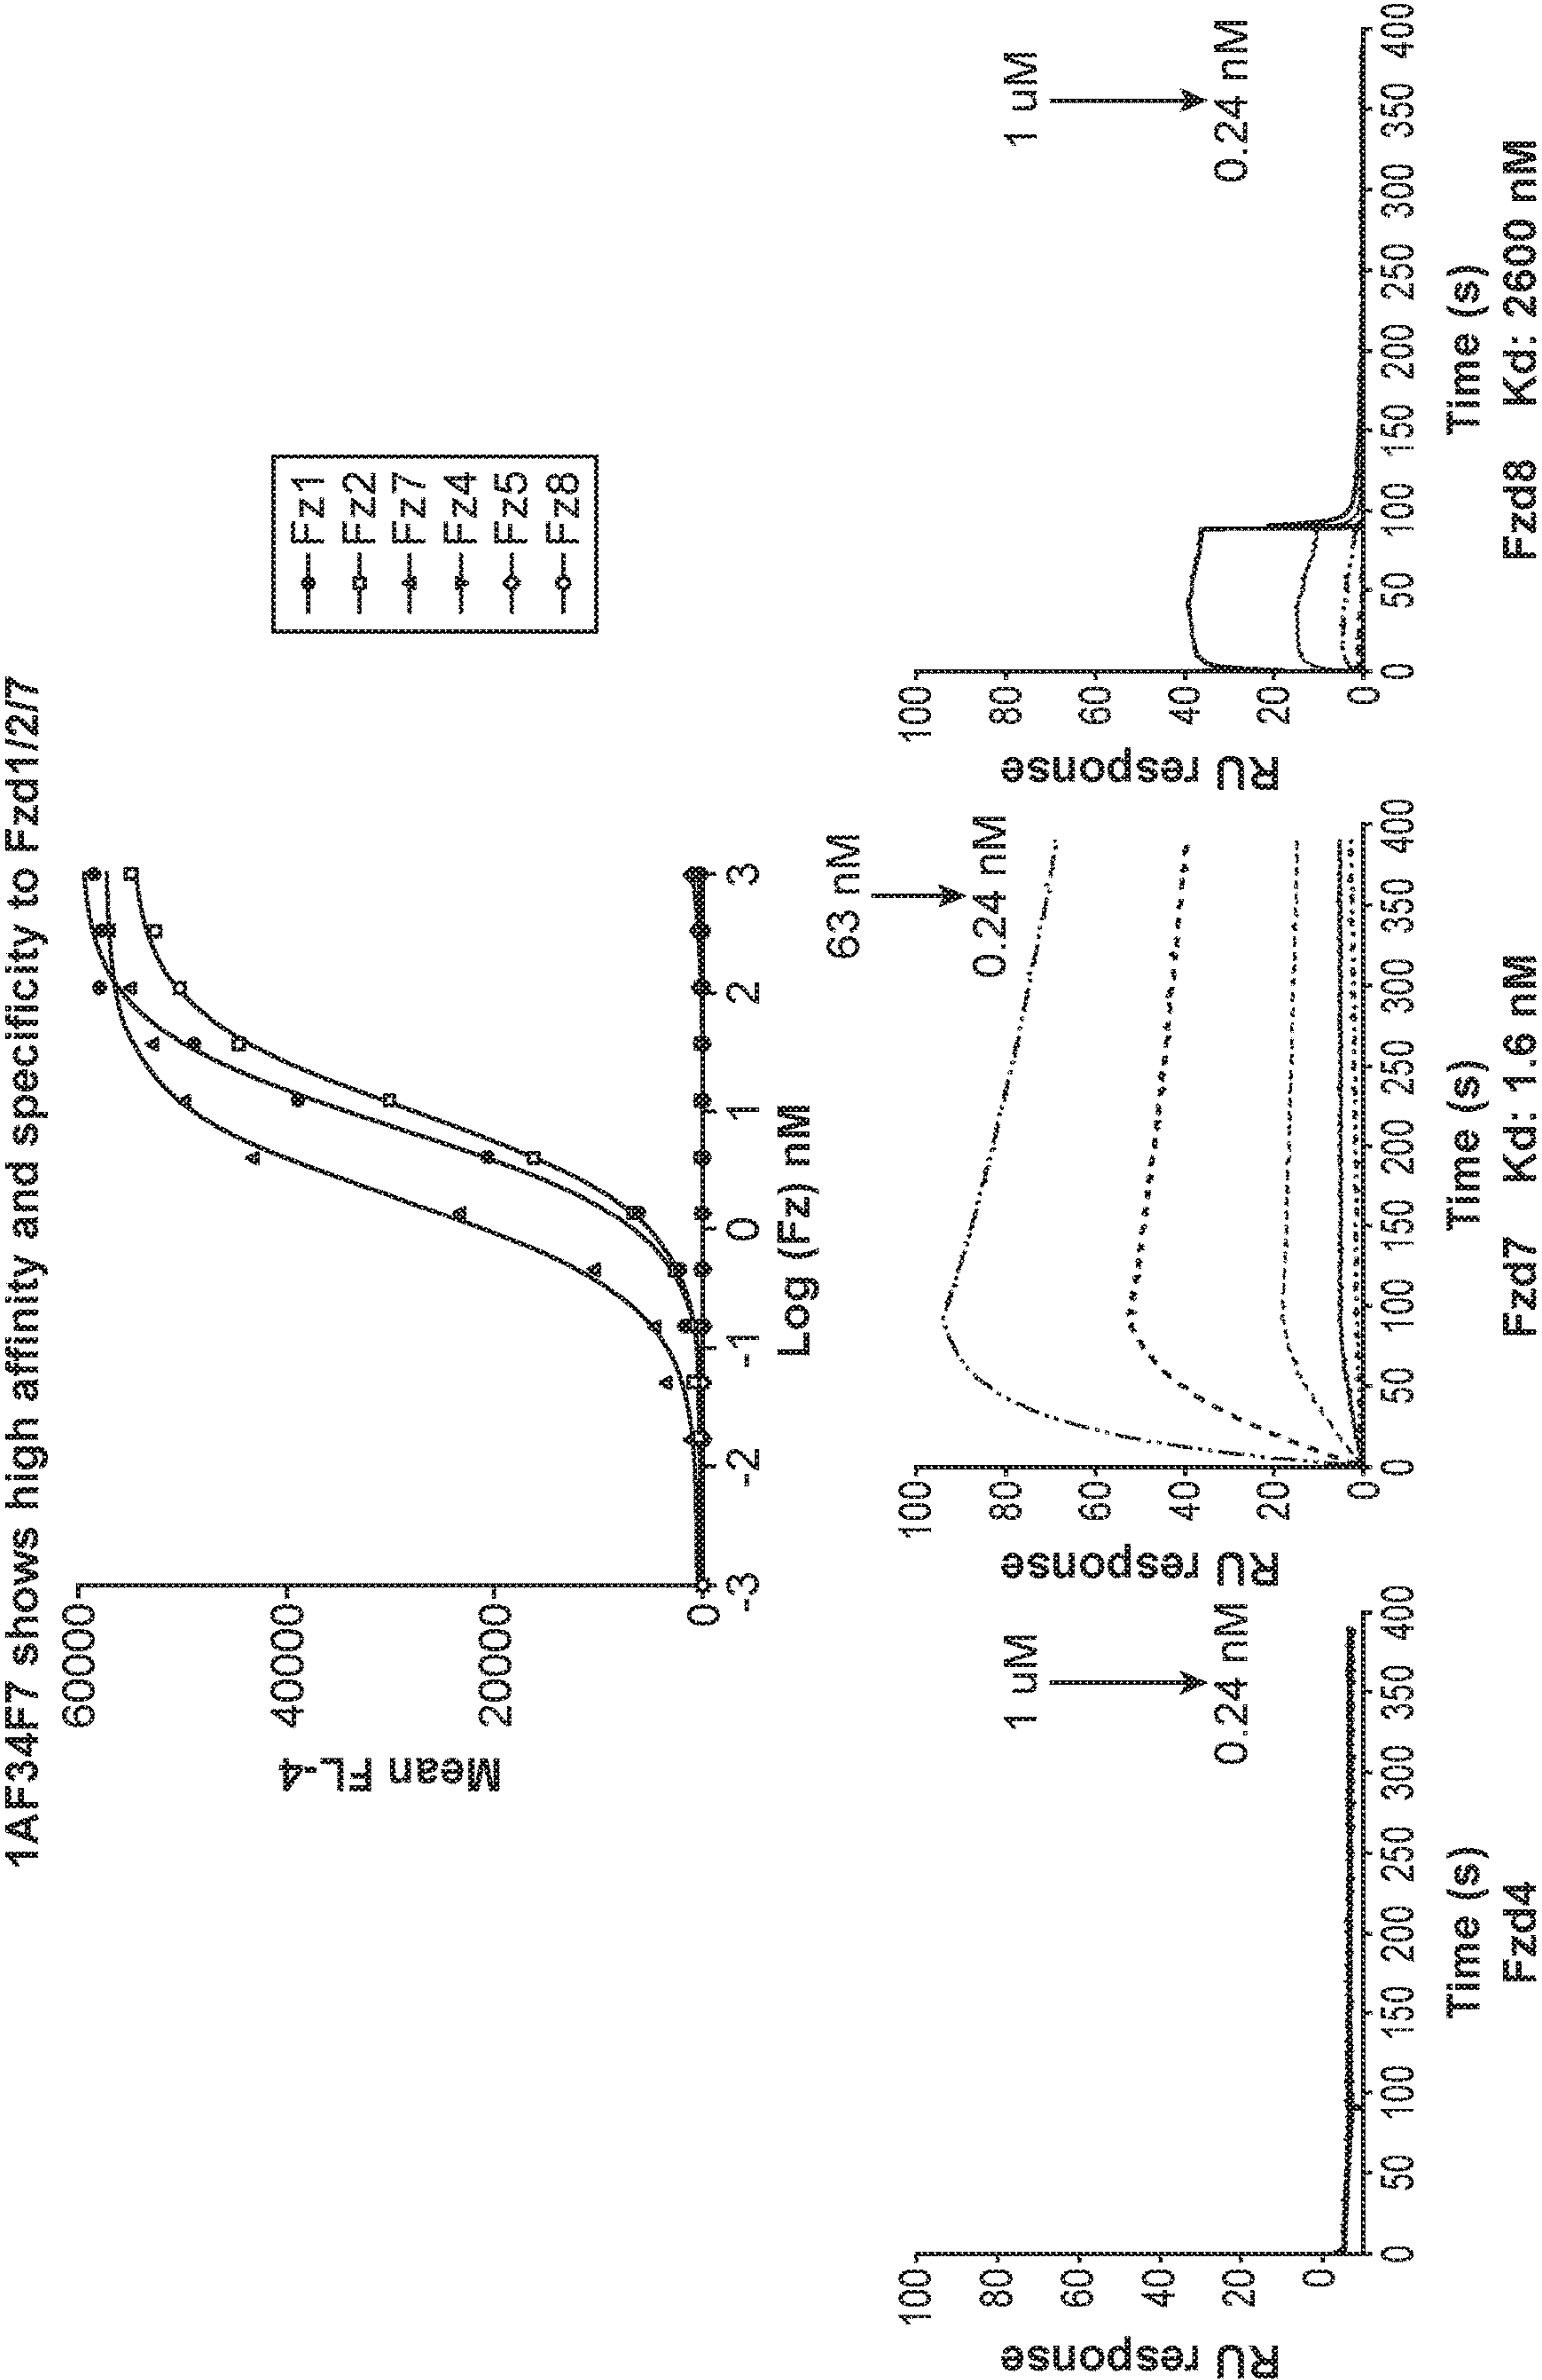 1AF34F7 shows high affinity and specificity to Fzd1/2/7
Mean FL-4
60000
40000
20000
0
-3 -2 -1 0 1 2 3
Log (Fz) nM
Fz1
Fz2
Fz7
Fz4
Fz5
Fz8
RU response
100
80
60
40
20
0
1 uM
0.24 nM
0 50 100 150 200 250 300 350 400
Time (s)
Fzd4
RU response
100
80
60
40
20
0
63 nM
0.24 nM
0 50 100 150 200 250 300 350 400
Time (s)
Fzd7 Kd: 1.6 nM
RU response
100
80
60
40
20
0
1 uM
0.24 nM
0 50 100 150 200 250 300 350 400
Time (s)
Fzd8 Kd: 2600 nM